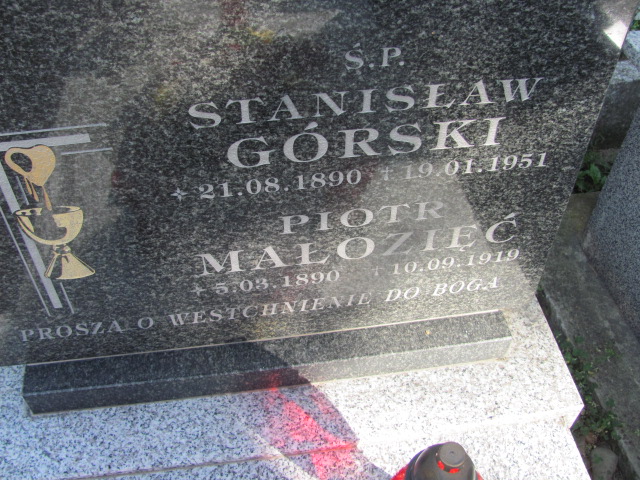 Ś.P.
STANISŁAW
GÓRSKI
✧ 21.08.1890 ‡ 19.01.1951
PIOTR
MAŁOZIĘĆ
✧ 5.03.1890 † 10.09.1919
PROSZA O WESTCHNIENIE DO BOGA